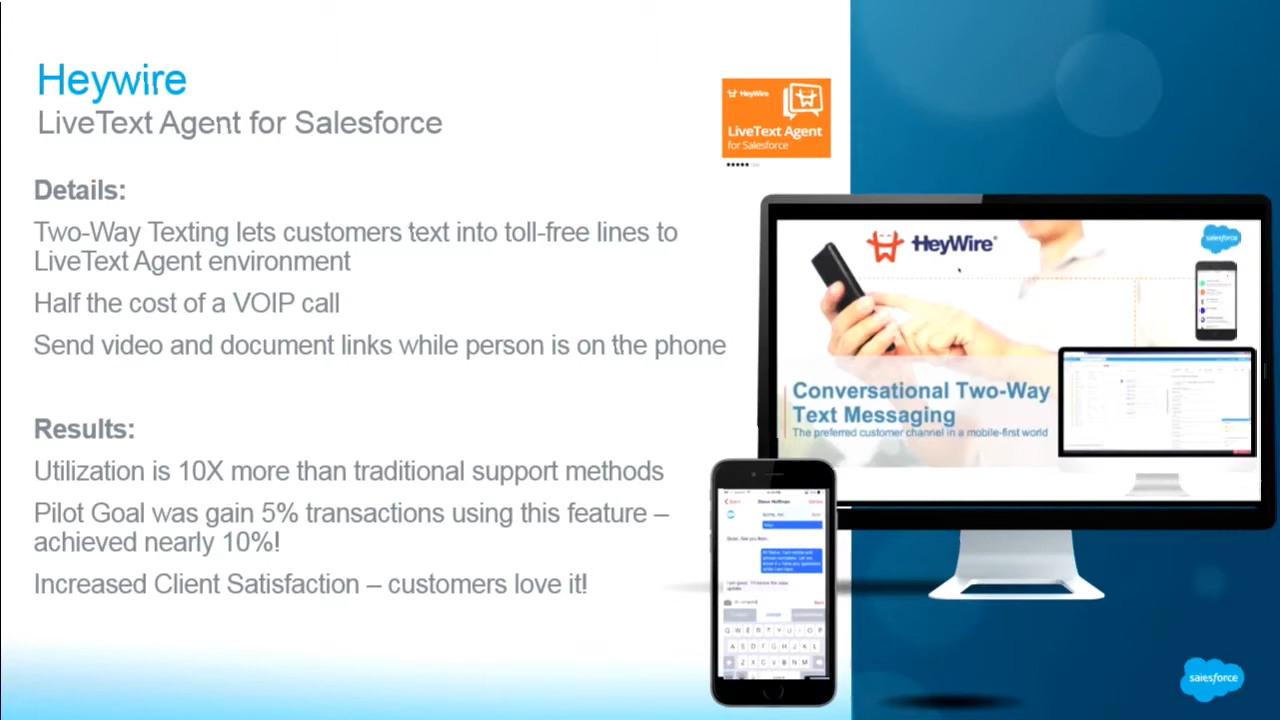 Heywire
LiveText Agent for Salesforce
HeyWire
LiveText Agent
for Salesforce
Details:
Two-Way Texting lets customers text into toll-free lines to
LiveText Agent environment
Half the cost of a VOIP call
Send video and document links while person is on the phone
Results:
Utilization is 10X more than traditional support methods
Pilot Goal was gain 5% transactions using this feature –
achieved nearly 10%!
Increased Client Satisfaction – customers love it!
HeyWire®
salesforce
Conversational Two-Way
Text Messaging
The preferred customer channel in a mobile-first world
Steve Hoffman
Q W E R T Y U I O P
A S D F G H J K L
Z X C V B N M
salesforce